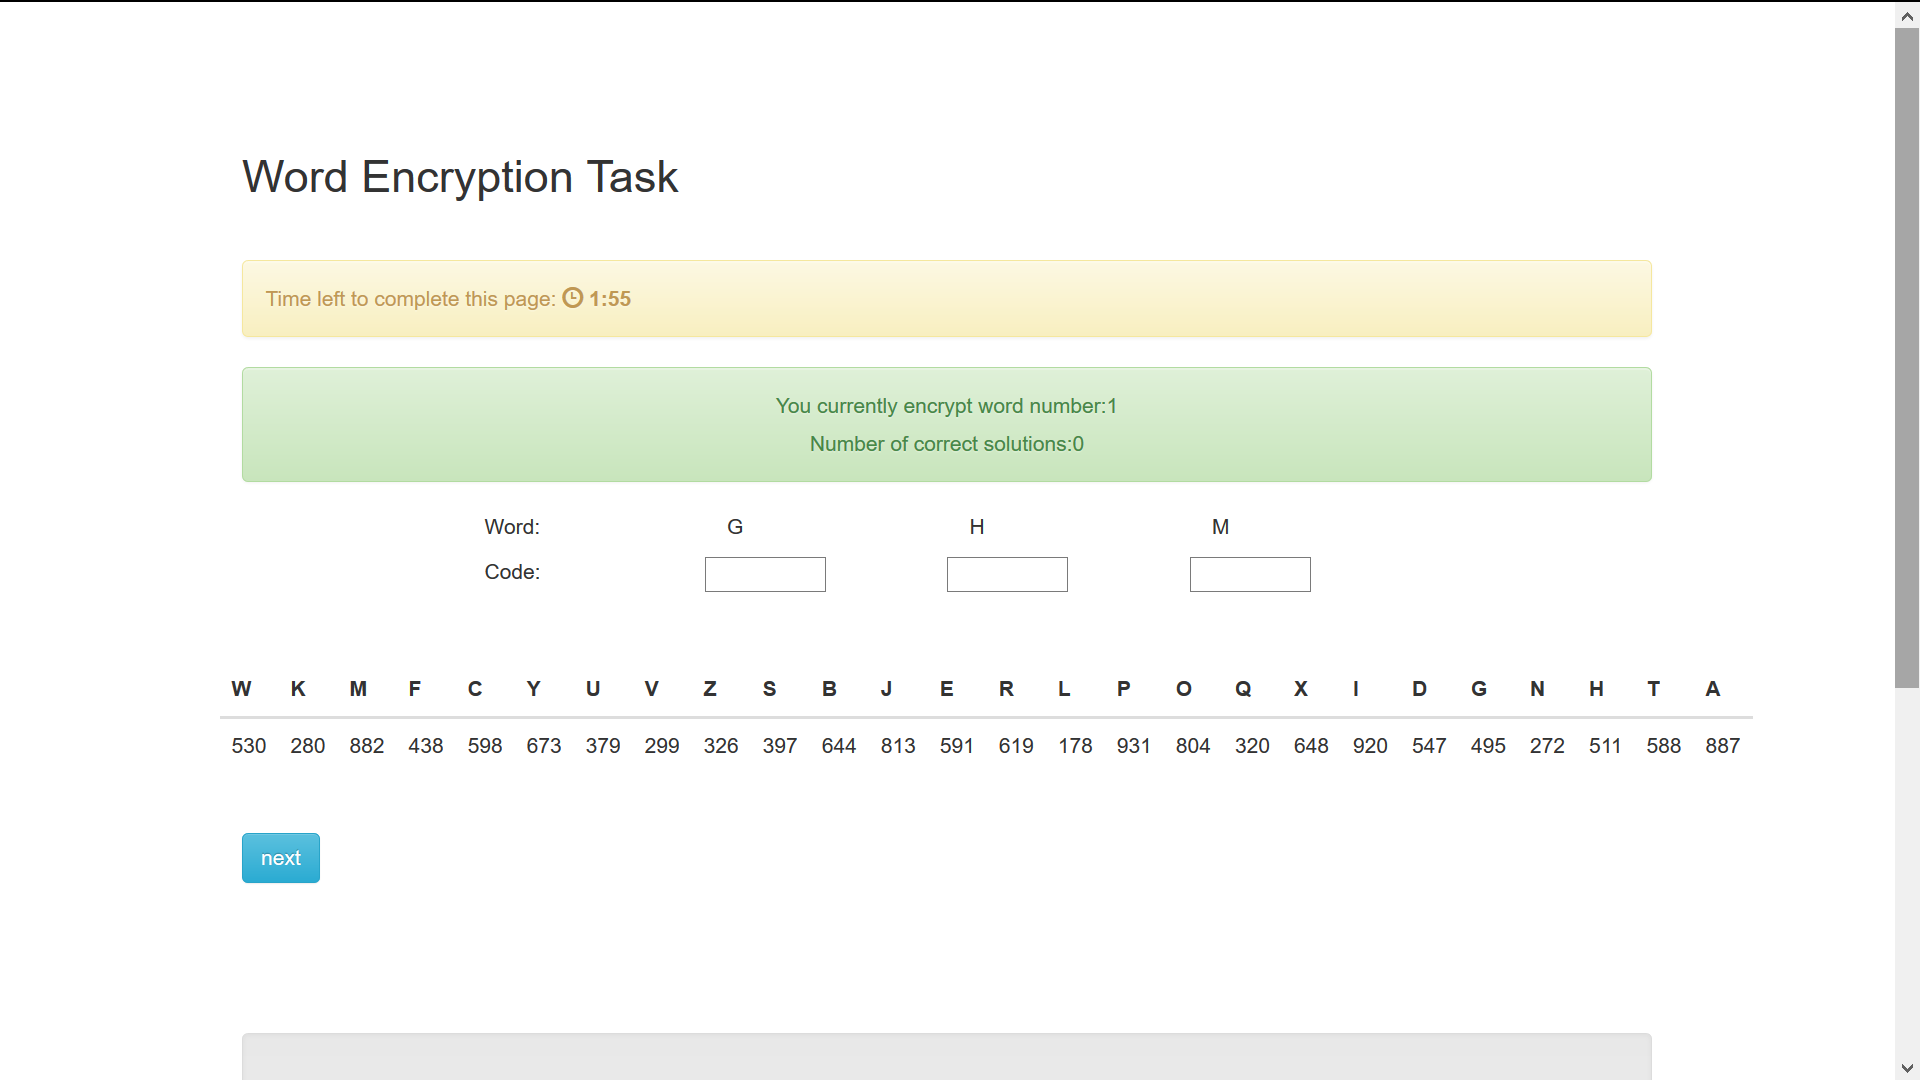 Word Encryption Task
Time left to complete this page: 1:55
You currently encrypt word number:1
Number of correct solutions:0
Word: G H M
Code:
W K M F C Y U V Z S B J E R L P O Q X I D G N H T A
530 280 882 438 598 673 379 299 326 397 644 813 591 619 178 931 804 320 648 920 547 495 272 511 588 887
next